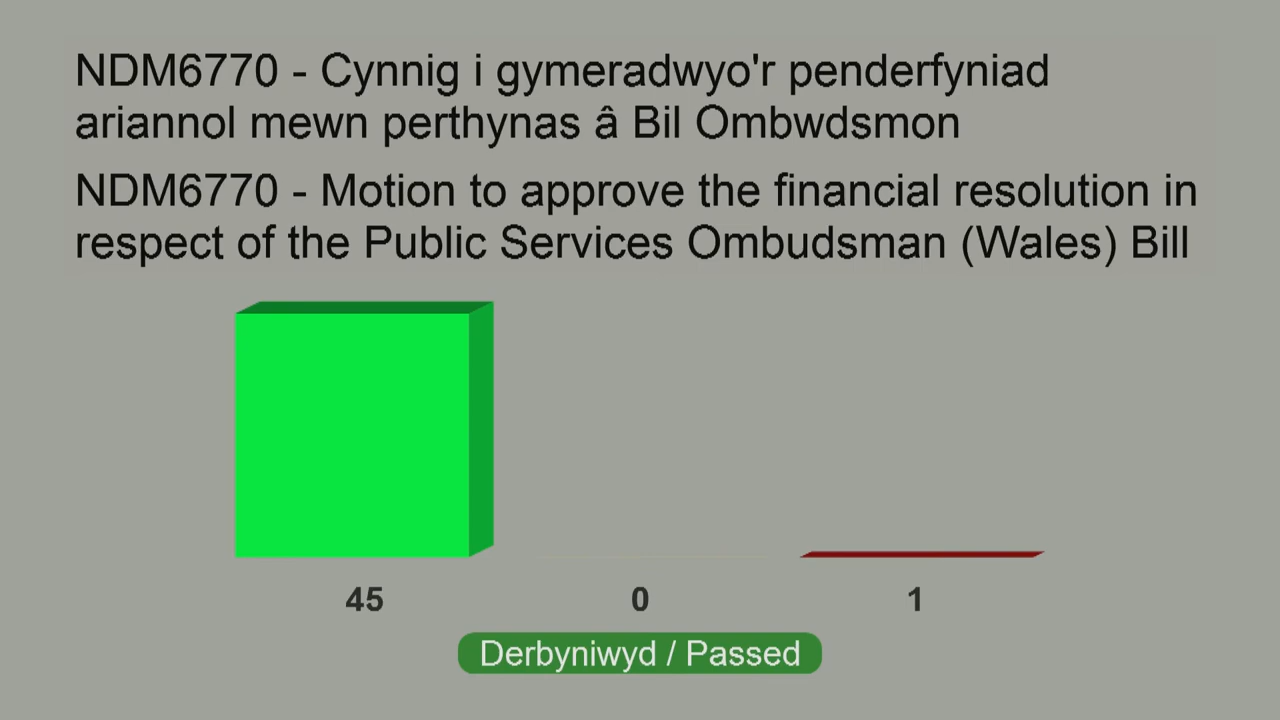 NDM6770 - Cynnig i gymeradwyo'r penderfyniad
ariannol mewn perthynas â Bil Ombwdsmon
NDM6770 - Motion to approve the financial resolution in
respect of the Public Services Ombudsman (Wales) Bill
45 0 1
Derbyniwyd / Passed